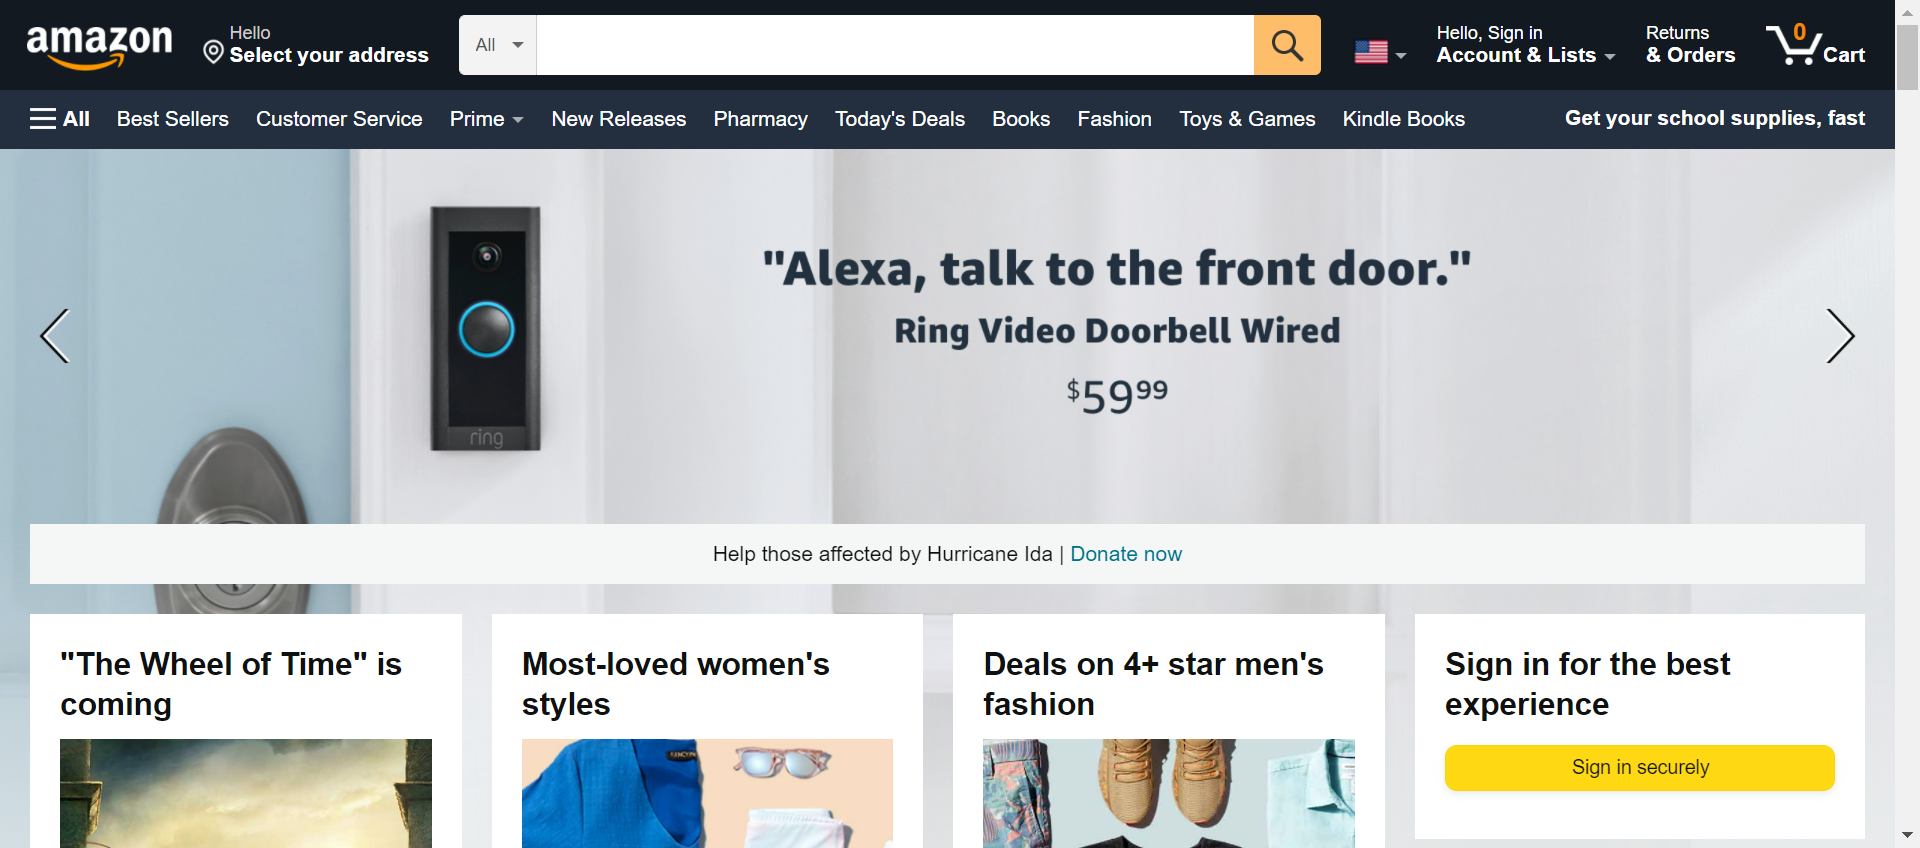 amazon
Hello
Select your address
All
Hello, Sign in
Account & Lists
Returns
& Orders
0
Cart
All
Best Sellers
Customer Service
Prime
New Releases
Pharmacy
Today's Deals
Books
Fashion
Toys & Games
Kindle Books
Get your school supplies, fast
"Alexa, talk to the front door."
Ring Video Doorbell Wired
$59.99
ring
Help those affected by Hurricane Ida | Donate now
"The Wheel of Time" is
coming
Most-loved women's
styles
Deals on 4+ star men's
fashion
Sign in for the best
experience
Sign in securely